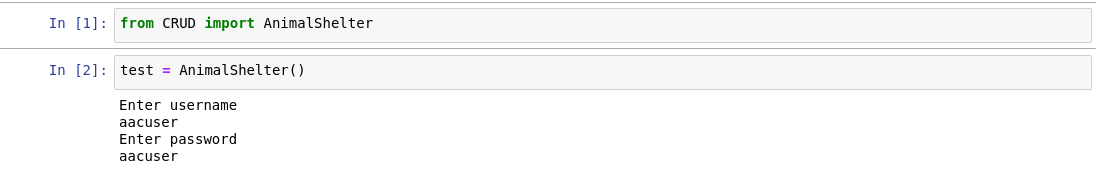 In [1]: from CRUD import AnimalShelter
In [2]: test = AnimalShelter()
Enter username
aacuser
Enter password
aacuser